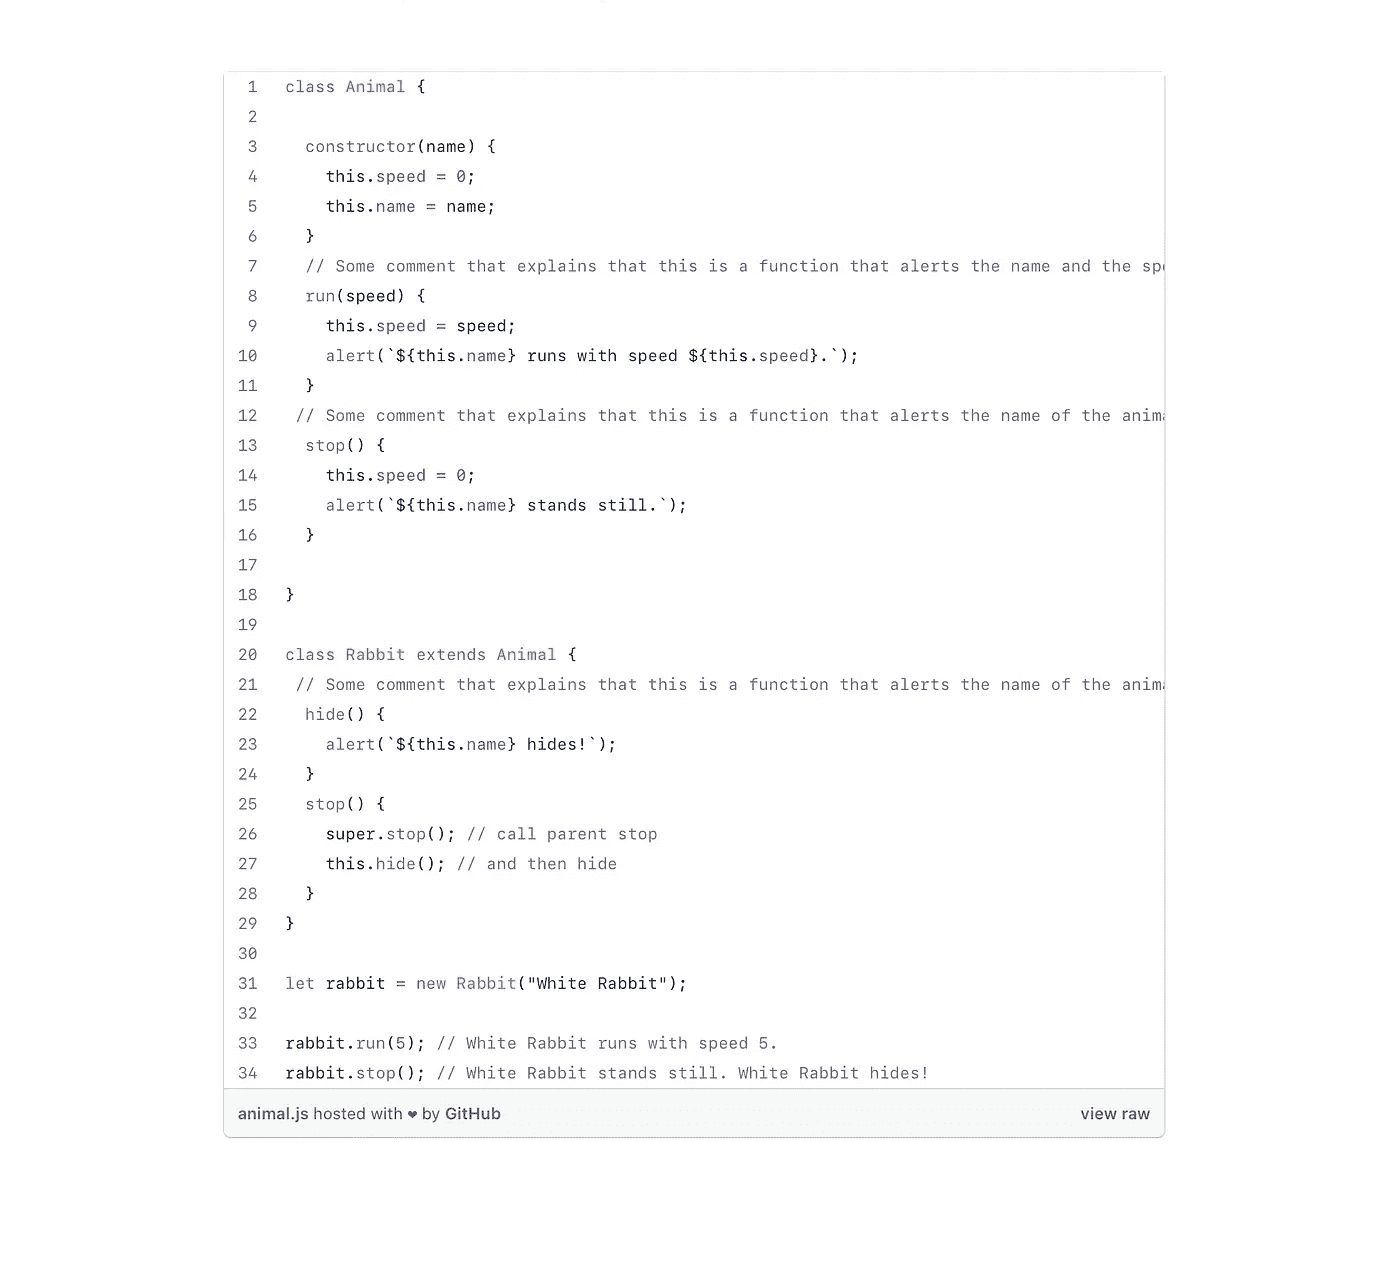 1 class Animal {
2
3 constructor(name) {
4 this.speed = 0;
5 this.name = name;
6 }
7 // Some comment that explains that this is a function that alerts the name and the
8 run(speed) {
9 this.speed = speed;
10 alert(`${this.name} runs with speed ${this.speed}.`);
11 }
12 // Some comment that explains that this is a function that alerts the name of the
13 stop() {
14 this.speed = 0;
15 alert(`${this.name} stands still.`);
16 }
17
18 }
19
20 class Rabbit extends Animal {
21 // Some comment that explains that this is a function that alerts the name of the
22 hide() {
23 alert(`${this.name} hides!`);
24 }
25 stop() {
26 super.stop(); // call parent stop
27 this.hide(); // and then hide
28 }
29 }
30
31 let rabbit = new Rabbit("White Rabbit");
32
33 rabbit.run(5); // White Rabbit runs with speed 5.
34 rabbit.stop(); // White Rabbit stands still. White Rabbit hides!
animal.js hosted with ❤ by GitHub view raw